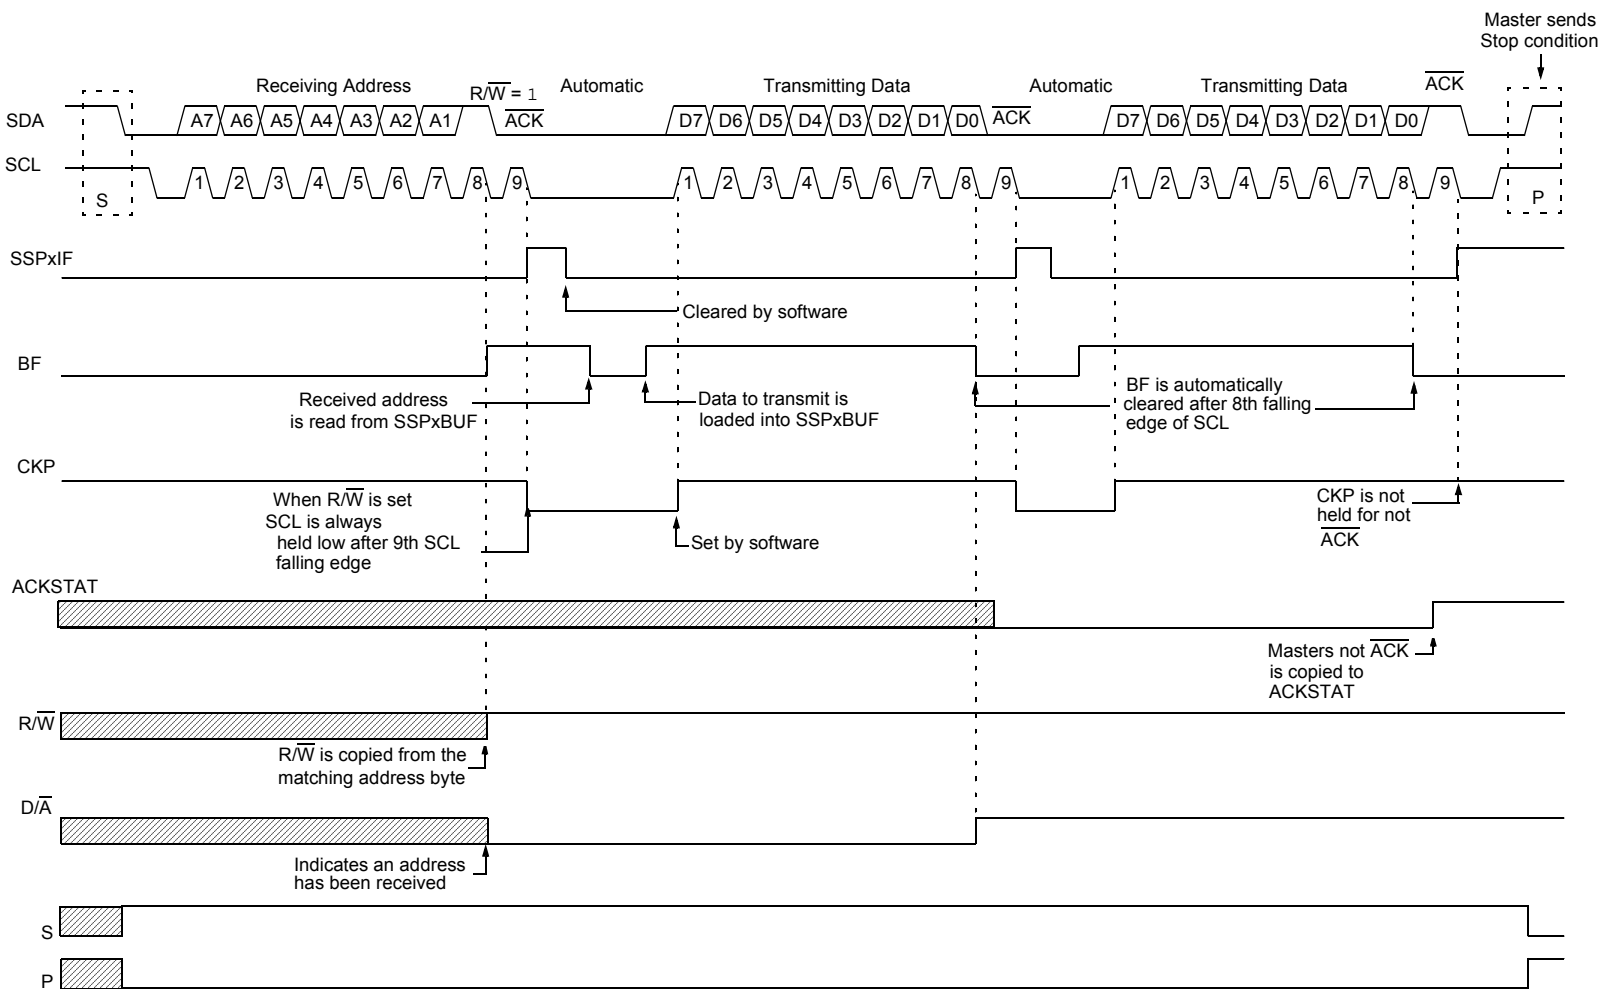 Master sends
Stop condition
Receiving Address
R/W̅ = 1
Automatic
Transmitting Data
Automatic
Transmitting Data
A̅C̅K̅
SDA
A7 A6 A5 A4 A3 A2 A1
A̅C̅K̅
D7 D6 D5 D4 D3 D2 D1 D0
A̅C̅K̅
D7 D6 D5 D4 D3 D2 D1 D0
SCL
S
1 2 3 4 5 6 7 8 9
1 2 3 4 5 6 7 8 9
1 2 3 4 5 6 7 8 9
P
SSPxIF
Cleared by software
BF
Received address
is read from SSPxBUF
Data to transmit is
loaded into SSPxBUF
BF is automatically
cleared after 8th falling
edge of SCL
CKP
When R/W̅ is set
SCL is always
held low after 9th SCL
falling edge
Set by software
CKP is not
held for not
A̅C̅K̅
ACKSTAT
Masters not A̅C̅K̅
is copied to
ACKSTAT
R/W̅
R/W̅ is copied from the
matching address byte
D/A̅
Indicates an address
has been received
S
P